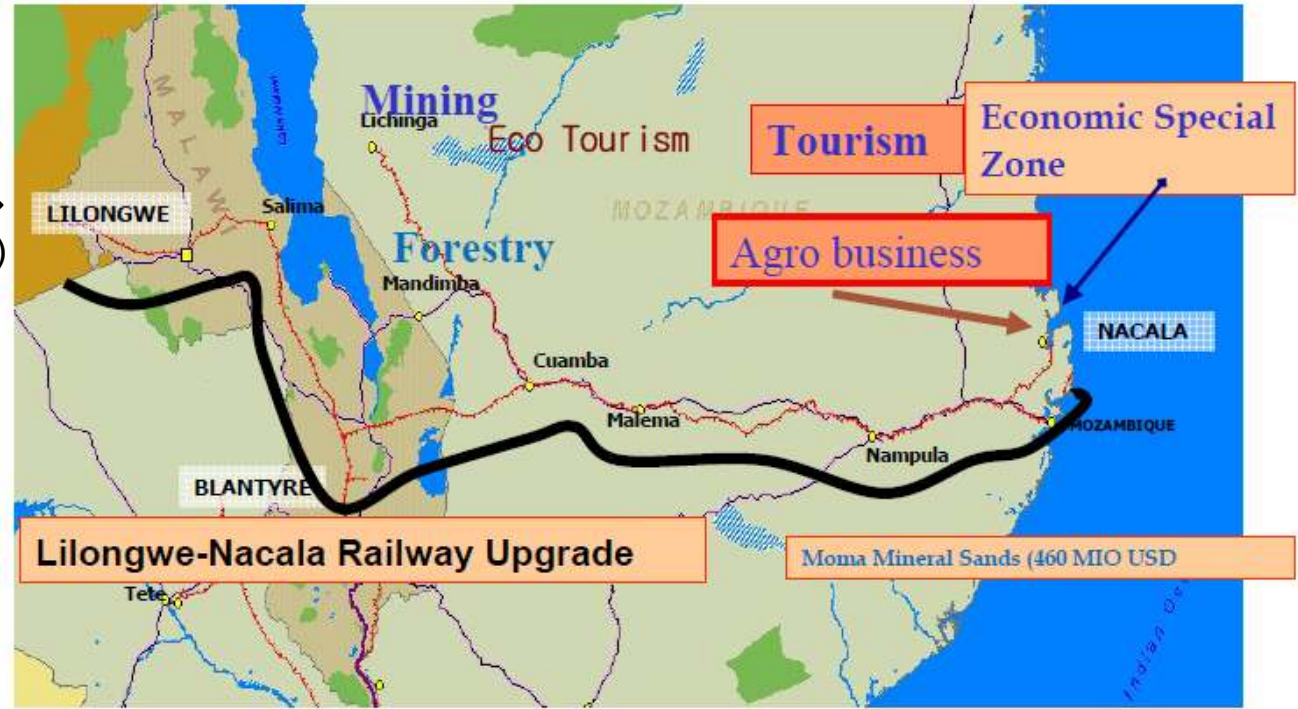 Mining
Lichinga
Eco Tourism
Tourism
Economic Special
Zone
MALAWI
LILONGWE
Salima
MOZAMBIQUE
Forestry
Agro business
Mandimba
NACALA
Cuamba
Malema
MOZAMBIQUE
Nampula
BLANTYRE
Lilongwe-Nacala Railway Upgrade
Moma Mineral Sands (460 MIO USD
Tete
Indian
)